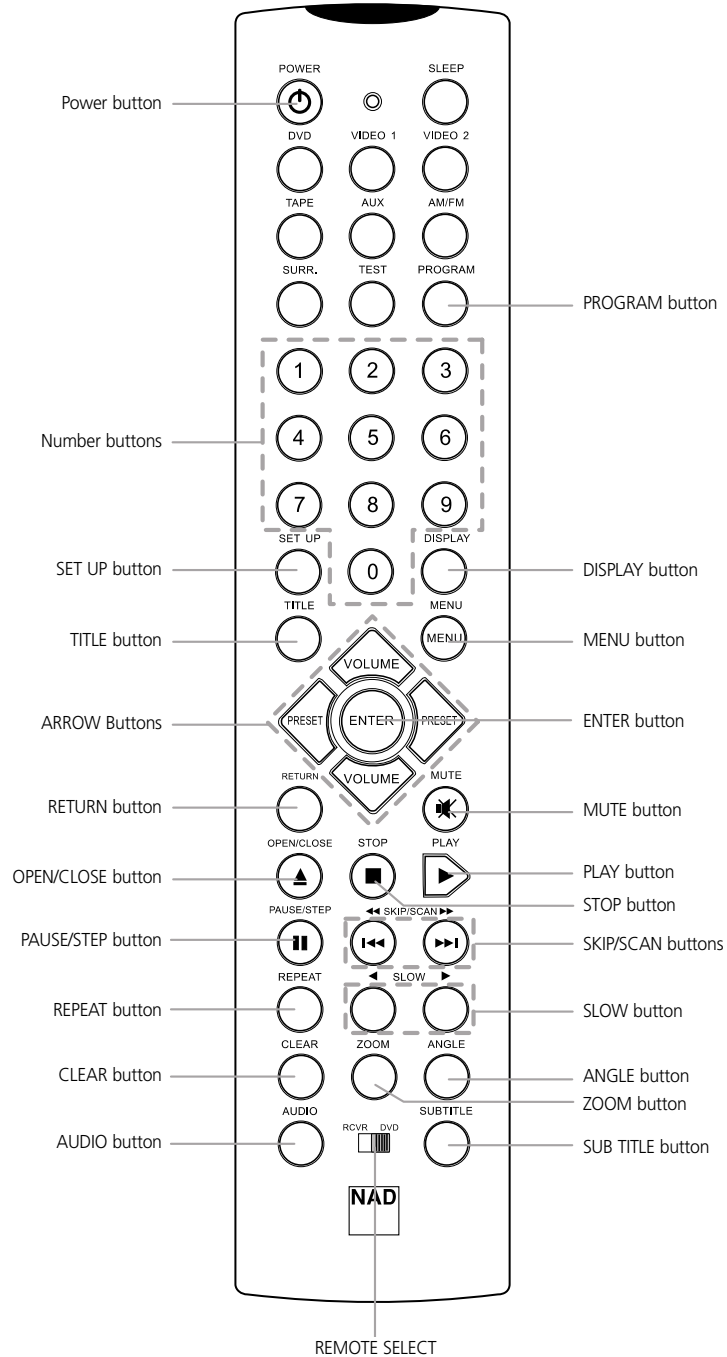 POWER
SLEEP
Power button
DVD
VIDEO 1
VIDEO 2
TAPE
AUX
AM/FM
SURR.
TEST
PROGRAM
PROGRAM button
1
2
3
Number buttons
4
5
6
7
8
9
SET UP
DISPLAY
SET UP button
0
DISPLAY button
TITLE
MENU
TITLE button
MENU
MENU button
VOLUME
ARROW Buttons
PRESET
ENTER
PRESET
ENTER button
VOLUME
RETURN
MUTE
RETURN button
MUTE button
OPEN/CLOSE
STOP
PLAY
OPEN/CLOSE button
PLAY button
STOP button
PAUSE/STEP
SKIP/SCAN
PAUSE/STEP button
SKIP/SCAN buttons
REPEAT
SLOW
REPEAT button
SLOW button
CLEAR
ZOOM
ANGLE
CLEAR button
ANGLE button
ZOOM button
AUDIO
SUBTITLE
RCVR DVD
AUDIO button
SUB TITLE button
NAD
REMOTE SELECT